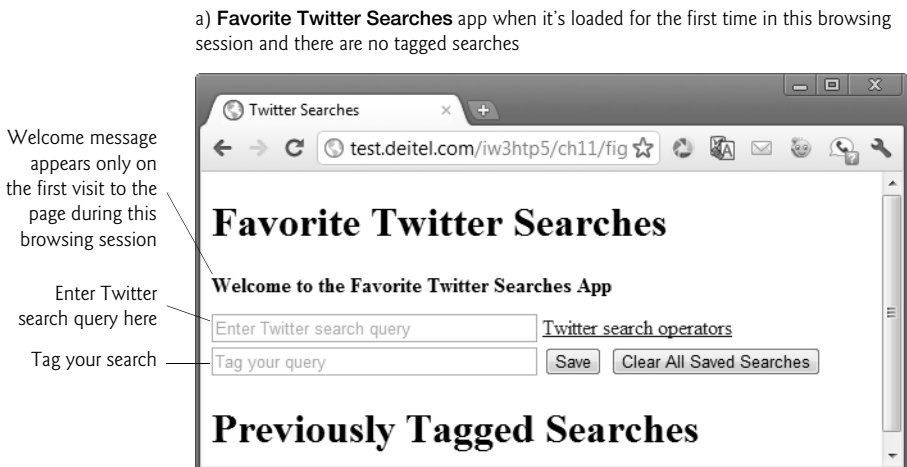 a) Favorite Twitter Searches app when it's loaded for the first time in this browsing
session and there are no tagged searches
Twitter Searches
test.deitel.com/iw3htp5/ch11/fig
Welcome message
appears only on
the first visit to the
page during this
browsing session
Favorite Twitter Searches
Welcome to the Favorite Twitter Searches App
Enter Twitter
search query here
Enter Twitter search query Twitter search operators
Tag your search
Tag your query Save Clear All Saved Searches
Previously Tagged Searches